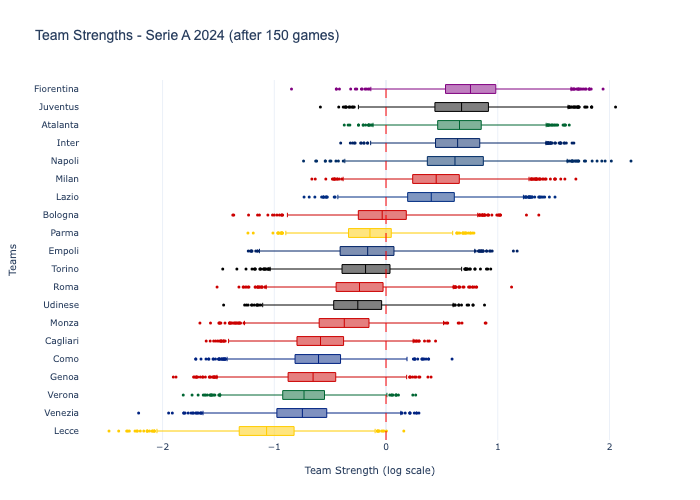 Team Strengths - Serie A 2024 (after 150 games)
Teams
Fiorentina
Juventus
Atalanta
Inter
Napoli
Milan
Lazio
Bologna
Parma
Empoli
Torino
Roma
Udinese
Monza
Cagliari
Como
Genoa
Verona
Venezia
Lecce
−2 −1 0 1 2
Team Strength (log scale)